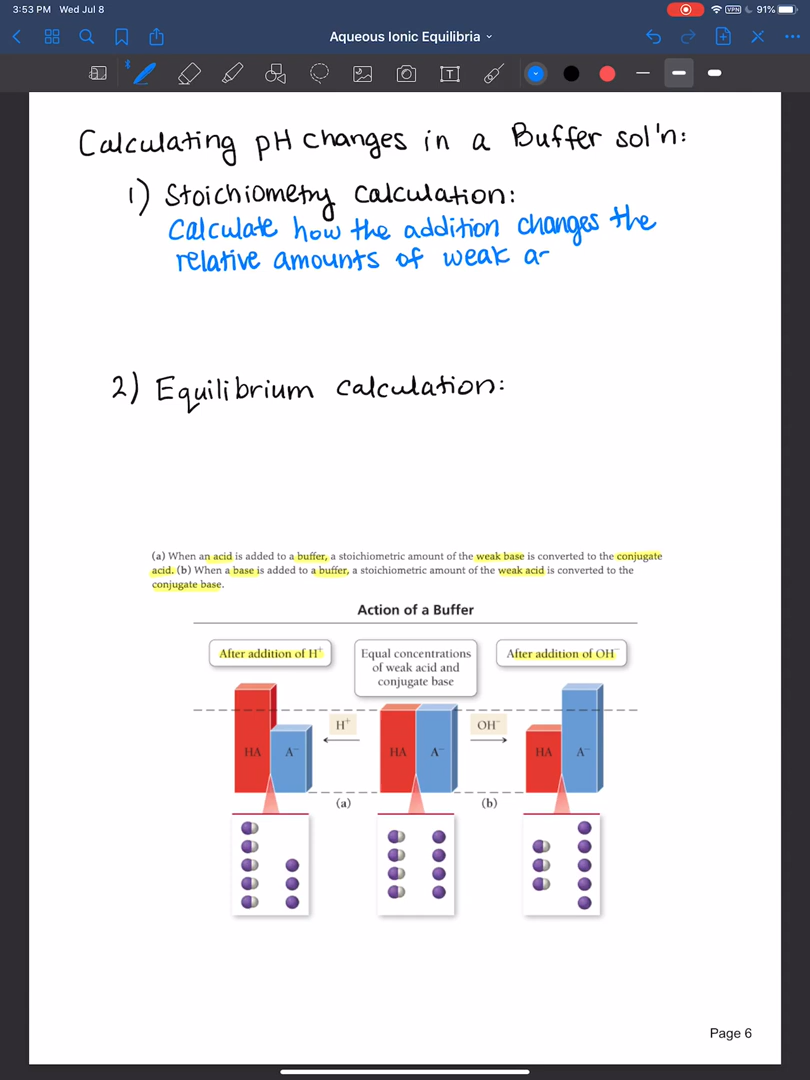 3:53 PM Wed Jul 8
VPN 91%
Aqueous Ionic Equilibria
T
Calculating pH changes in a Buffer sol'n:
1) Stoichiometry calculation:
Calculate how the addition changes the
relative amounts of weak a-
2) Equilibrium calculation:
(a) When an acid is added to a buffer, a stoichiometric amount of the weak base is converted to the conjugate
acid. (b) When a base is added to a buffer, a stoichiometric amount of the weak acid is converted to the
conjugate base.
Action of a Buffer
After addition of H⁺
Equal concentrations
of weak acid and
conjugate base
After addition of OH⁻
H⁺
OH⁻
HA A⁻
HA A⁻
HA A⁻
(a)
(b)
Page 6